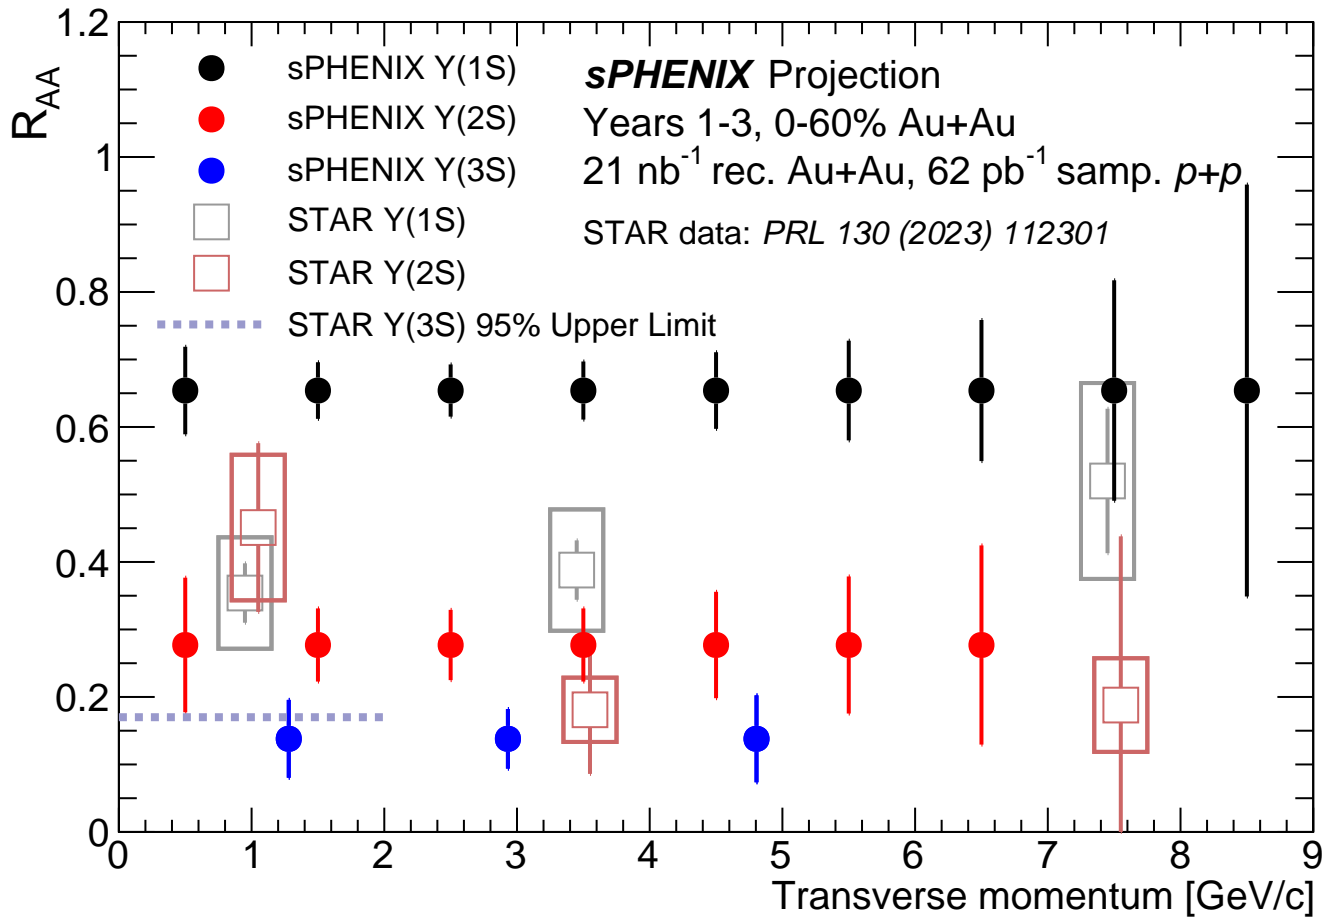 R_AA
1.2
1
0.8
0.6
0.4
0.2
0
sPHENIX Y(1S)
sPHENIX Y(2S)
sPHENIX Y(3S)
STAR Y(1S)
STAR Y(2S)
STAR Y(3S) 95% Upper Limit
sPHENIX Projection
Years 1-3, 0-60% Au+Au
21 nb⁻¹ rec. Au+Au, 62 pb⁻¹ samp. p+p
STAR data: PRL 130 (2023) 112301
0 1 2 3 4 5 6 7 8 9
Transverse momentum [GeV/c]